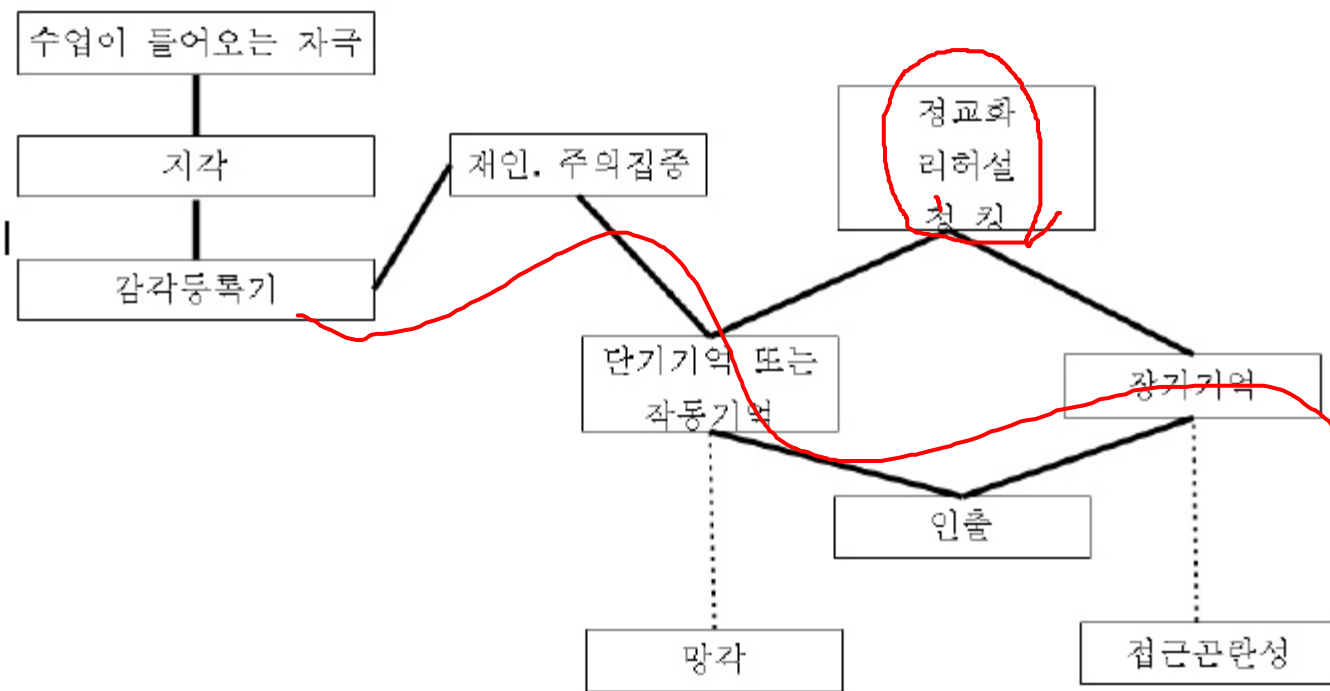 수업이 들어오는 자극
지각
감각등록기
재인. 주의집중
정교화
리허설
청 킹
단기기억 또는
작동기억
장기기억
인출
망각
접근곤란성